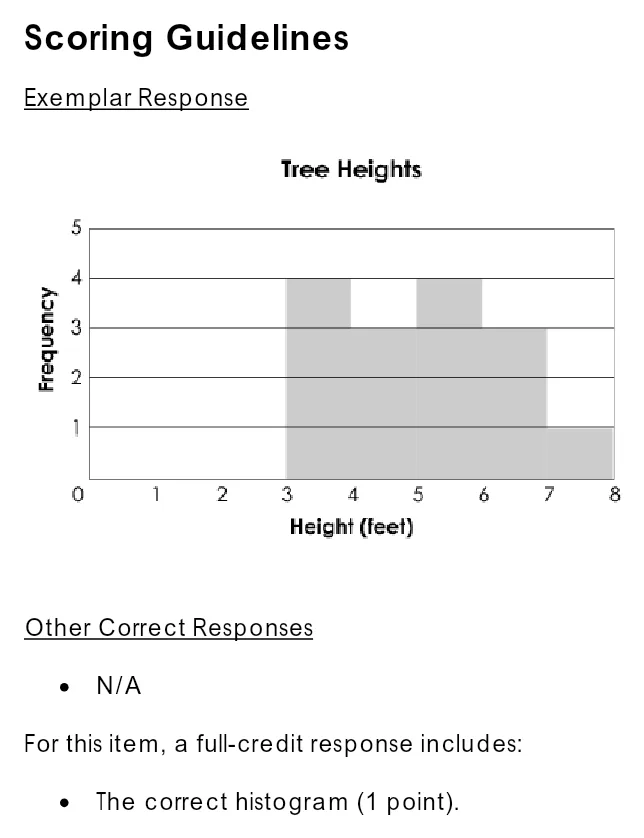 Scoring Guidelines
Exemplar Response
Tree Heights
5
4
3
2
1
Frequency
0 1 2 3 4 5 6 7 8
Height (feet)
Other Correct Responses
• N/A
For this item, a full-credit response includes:
• The correct histogram (1 point).